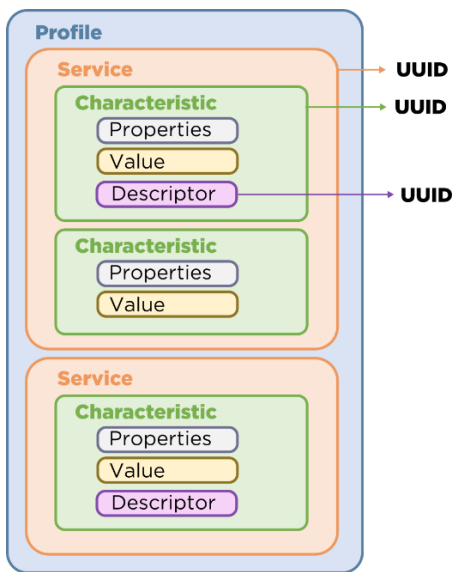 Profile
Service
UUID
Characteristic
UUID
Properties
Value
Descriptor
UUID
Characteristic
Properties
Value
Service
Characteristic
Properties
Value
Descriptor